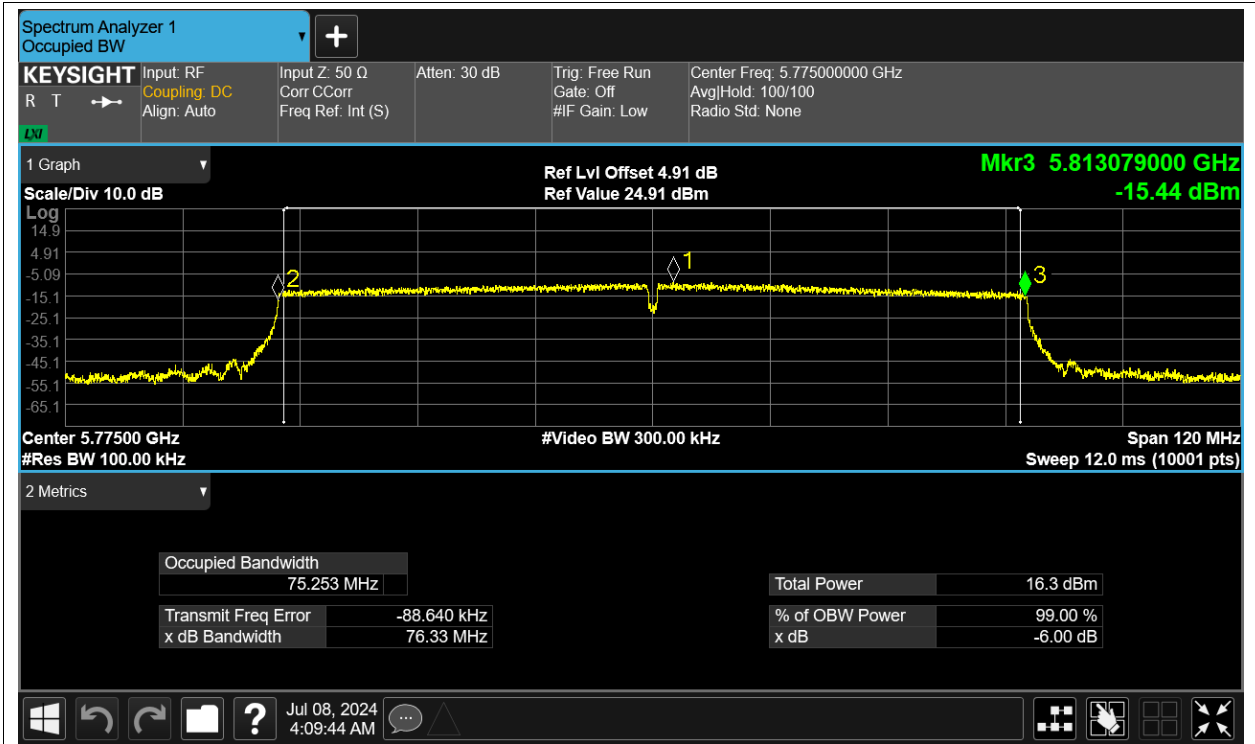 Spectrum Analyzer 1
Occupied BW
KEYSIGHT
R T
LXI
Input: RF
Coupling: DC
Align: Auto
Input Z: 50 Ω
Corr CCorr
Freq Ref: Int (S)
Atten: 30 dB
Trig: Free Run
Gate: Off
#IF Gain: Low
Center Freq: 5.775000000 GHz
Avg|Hold: 100/100
Radio Std: None
1 Graph
Scale/Div 10.0 dB
Ref Lvl Offset 4.91 dB
Ref Value 24.91 dBm
Mkr3 5.813079000 GHz
-15.44 dBm
Log
14.9
4.91
-5.09
-15.1
-25.1
-35.1
-45.1
-55.1
-65.1
2
1
3
Center 5.77500 GHz
#Res BW 100.00 kHz
#Video BW 300.00 kHz
Span 120 MHz
Sweep 12.0 ms (10001 pts)
2 Metrics
Occupied Bandwidth
75.253 MHz
Transmit Freq Error -88.640 kHz
x dB Bandwidth 76.33 MHz
Total Power 16.3 dBm
% of OBW Power 99.00 %
x dB -6.00 dB
?
Jul 08, 2024
4:09:44 AM